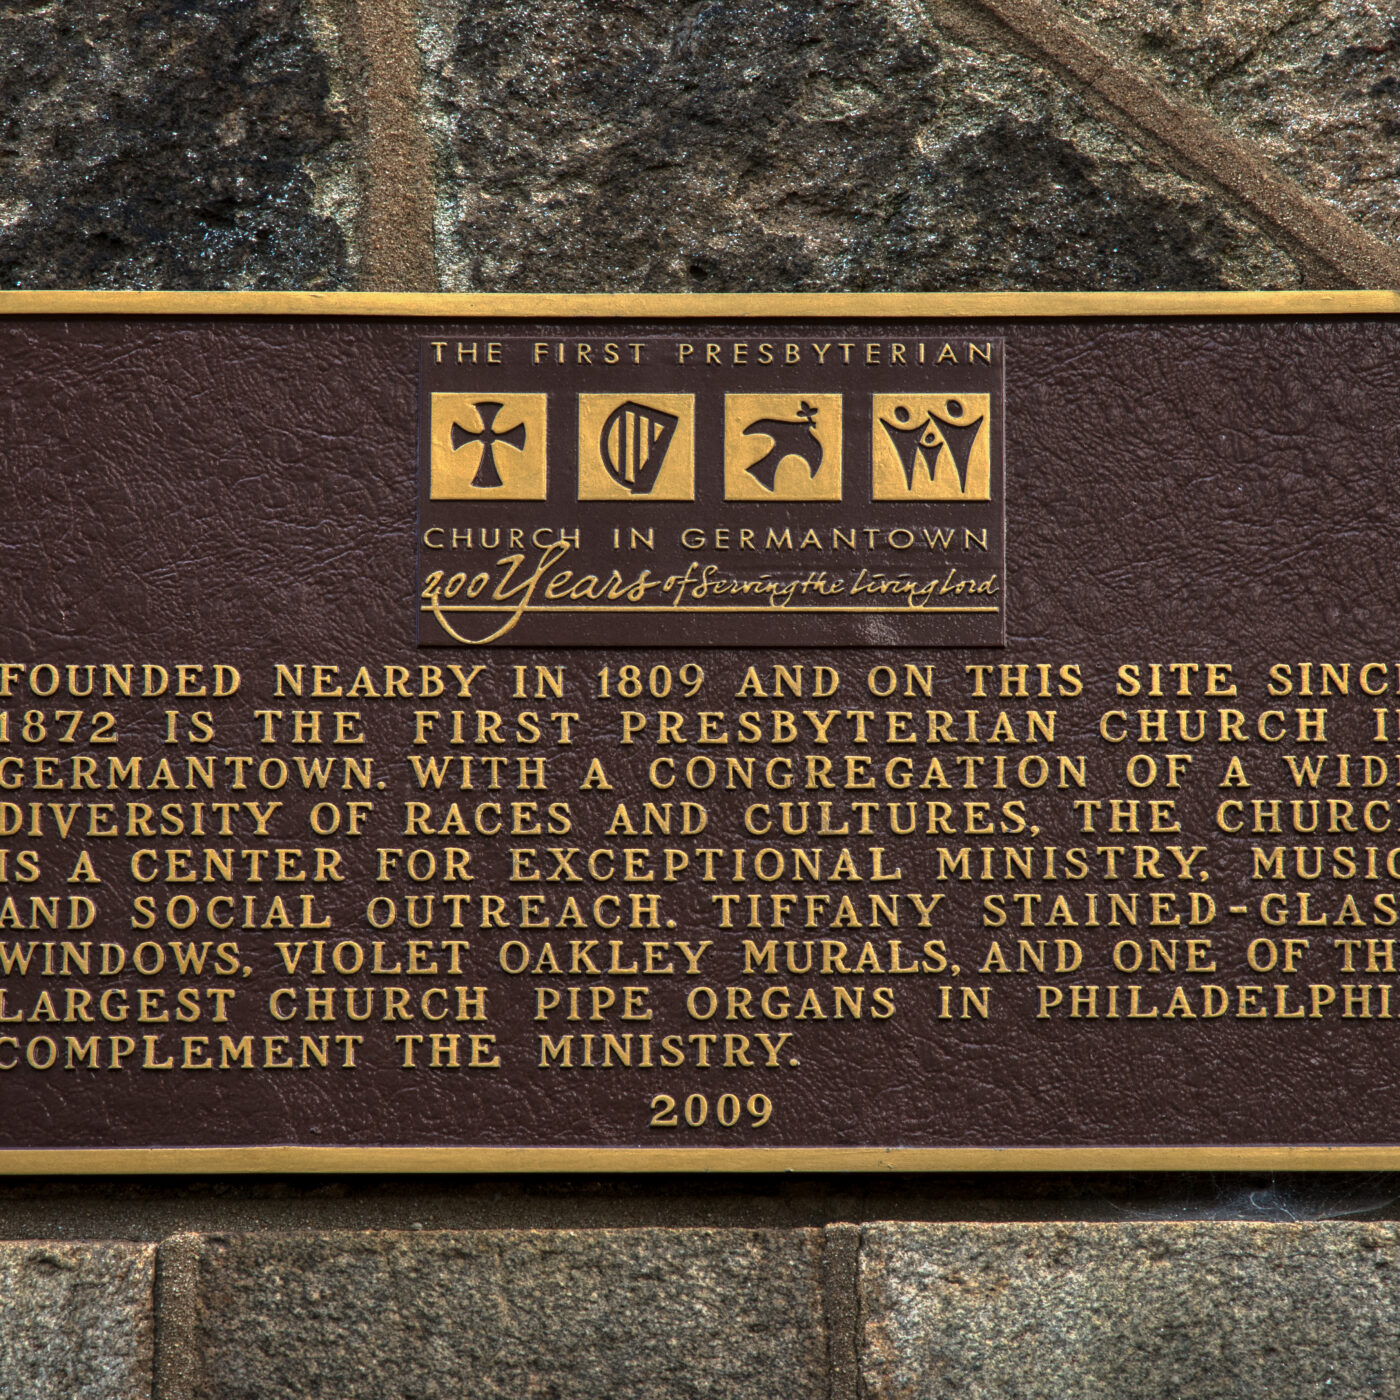 THE FIRST PRESBYTERIAN
CHURCH IN GERMANTOWN
200 Years of Serving the Living Lord
FOUNDED NEARBY IN 1809 AND ON THIS SITE SINC
1872 IS THE FIRST PRESBYTERIAN CHURCH I
GERMANTOWN. WITH A CONGREGATION OF A WID
DIVERSITY OF RACES AND CULTURES, THE CHURC
IS A CENTER FOR EXCEPTIONAL MINISTRY, MUSIC
AND SOCIAL OUTREACH. TIFFANY STAINED-GLAS
WINDOWS, VIOLET OAKLEY MURALS, AND ONE OF TH
LARGEST CHURCH PIPE ORGANS IN PHILADELPHI
COMPLEMENT THE MINISTRY.
2009